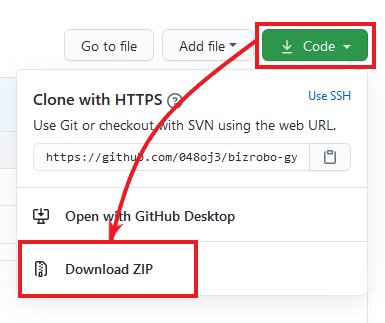 Go to file
Add file
Code
Clone with HTTPS
Use SSH
Use Git or checkout with SVN using the web URL.
https://github.com/048oj3/bizrobo-gy
Open with GitHub Desktop
Download ZIP